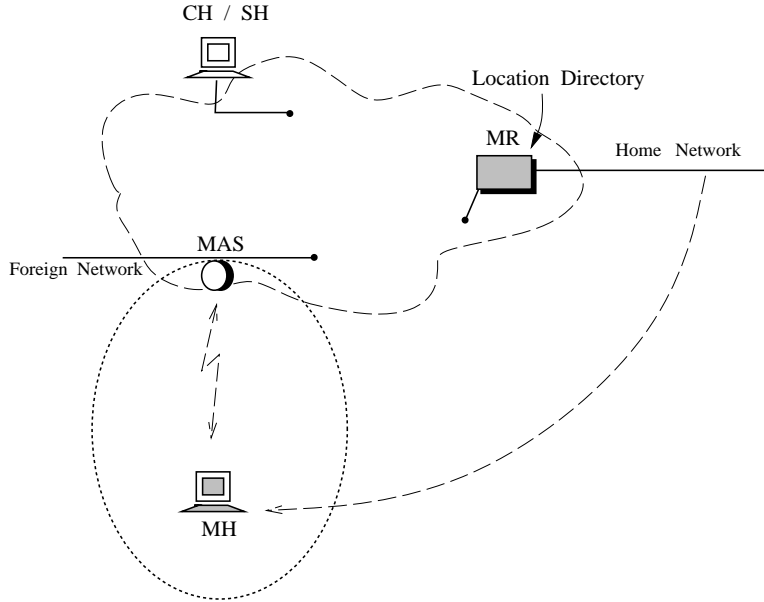 CH / SH
Location Directory
MR
Home Network
MAS
Foreign Network
MH